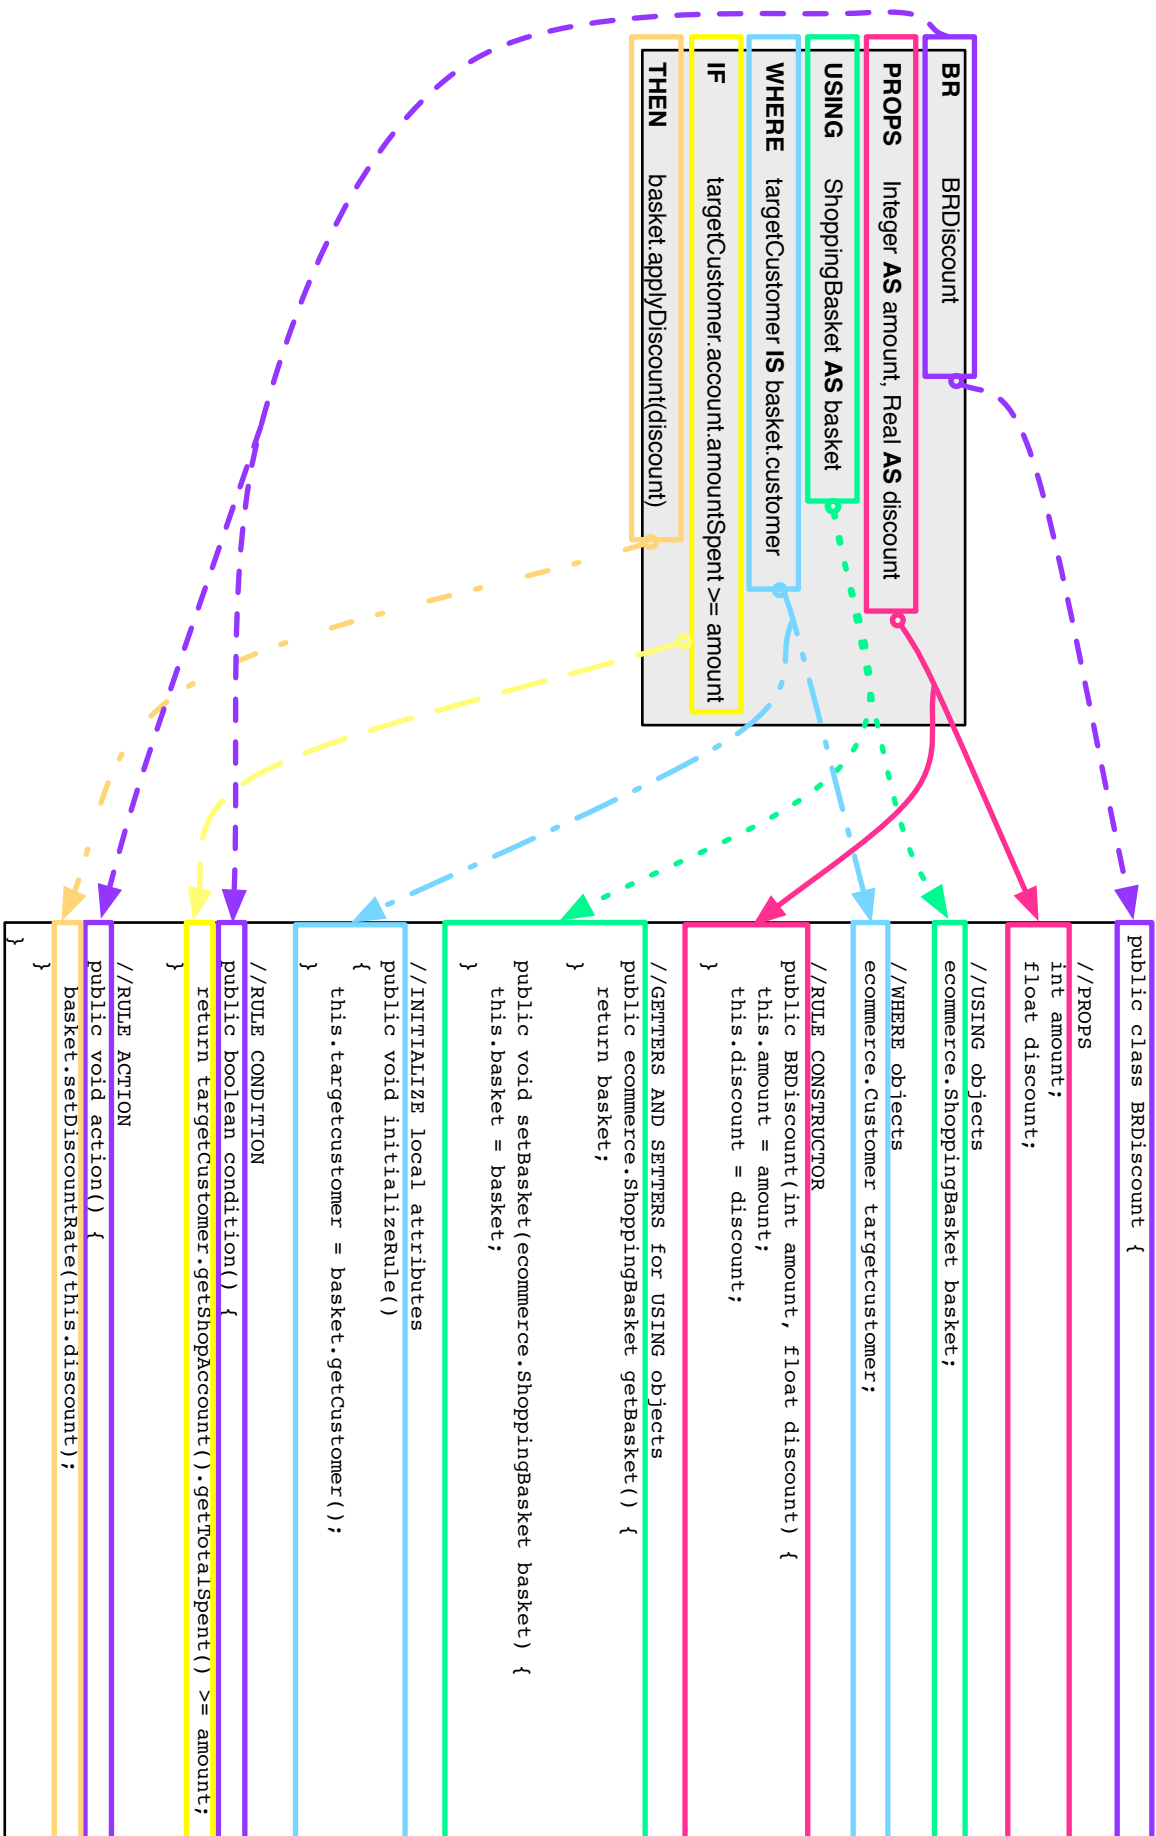 BR BRDiscount
PROPS Integer AS amount, Real AS discount
USING ShoppingBasket AS basket
WHERE targetCustomer IS basket.customer
IF targetCustomer.account.amountSpent >= amount
THEN basket.applyDiscount(discount)
public class BRDiscount {
//PROPS
int amount;
float discount;
//USING objects
ecommerce.ShoppingBasket basket;
//WHERE objects
ecommerce.Customer targetcustomer;
//RULE CONSTRUCTOR
public BRDiscount(int amount, float discount) {
this.amount = amount;
this.discount = discount;
}
//GETTERS AND SETTERS for USING objects
public ecommerce.ShoppingBasket getBasket() {
return basket;
}
public void setBasket(ecommerce.ShoppingBasket basket) {
this.basket = basket;
}
//INITIALIZE local attributes
public void initializeRule()
{
this.targetcustomer = basket.getCustomer();
}
//RULE CONDITION
public boolean condition() {
return targetCustomer.getShopAccount().getTotalSpent() >= amount;
}
//RULE ACTION
public void action() {
basket.setDiscountRate(this.discount);
}
}